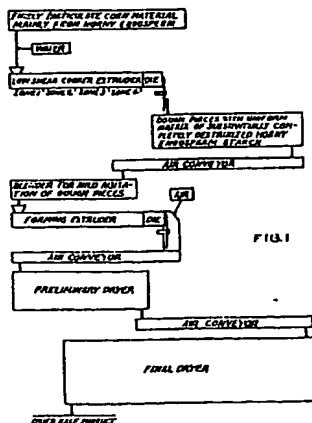 FINELY PARTICULATE CORN MATERIAL
MAINLY FROM HORNY ENDOSPERM
WATER
LOW SHEAR COOKER EXTRUDER DIE
ZONE 1 ZONE 2 ZONE 3 ZONE 4
DOUGH PIECES WITH UNIFORM
MATRIX OF SUBSTANTIALLY COM-
PLETELY DESTARCHED HORNY
ENDOSPERM STARCH
AIR CONVEYOR
BLENDER FOR MILD AGITA-
TION OF DOUGH PIECES
AIR
FORMING EXTRUDER DIE
AIR CONVEYOR
FIG.1
PRELIMINARY DRYER
AIR CONVEYOR
FINAL DRYER
DRIED HALF PRODUCT